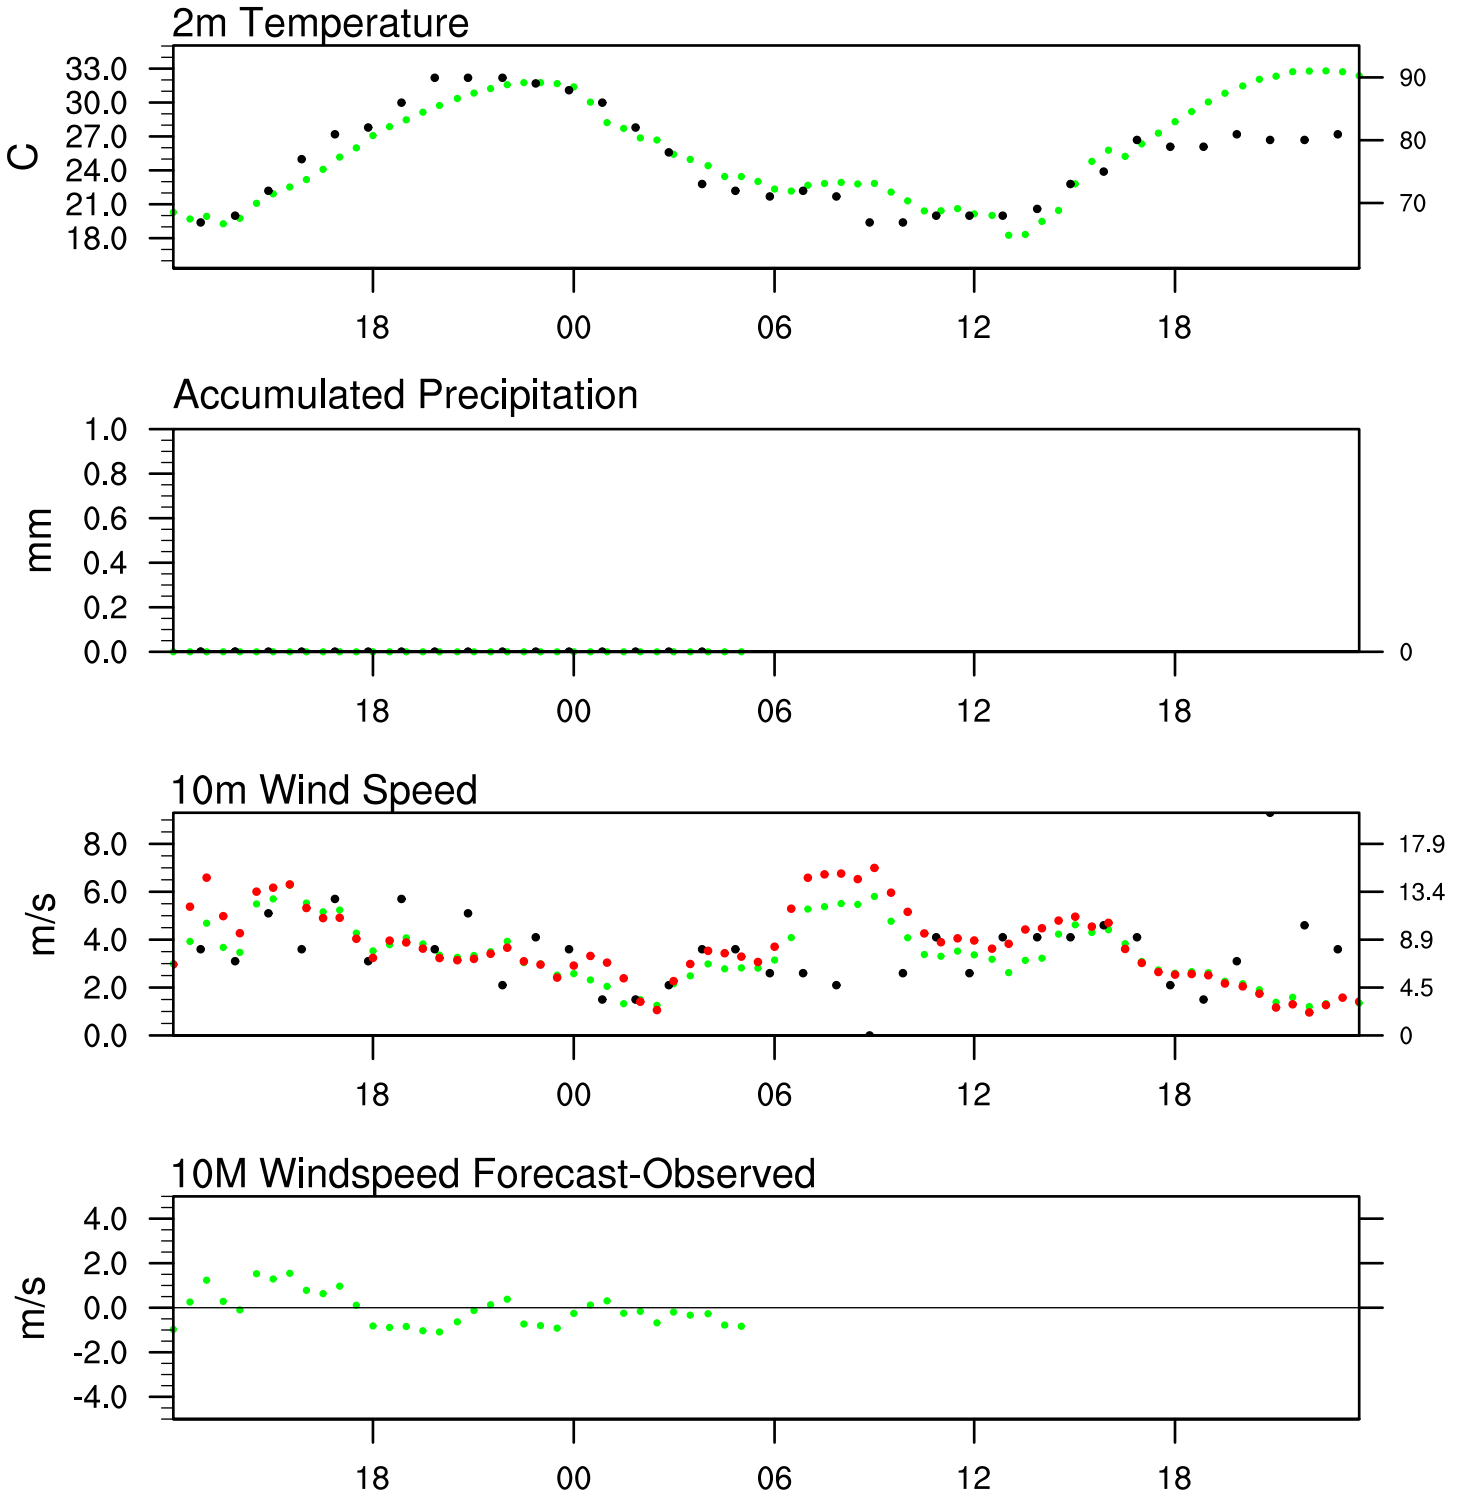 2m Temperature
C
33.0
30.0
27.0
24.0
21.0
18.0
90
80
70
18 00 06 12 18
Accumulated Precipitation
mm
1.0
0.8
0.6
0.4
0.2
0.0
0
18 00 06 12 18
10m Wind Speed
m/s
8.0
6.0
4.0
2.0
0.0
17.9
13.4
8.9
4.5
0
18 00 06 12 18
10M Windspeed Forecast-Observed
m/s
4.0
2.0
0.0
-2.0
-4.0
18 00 06 12 18